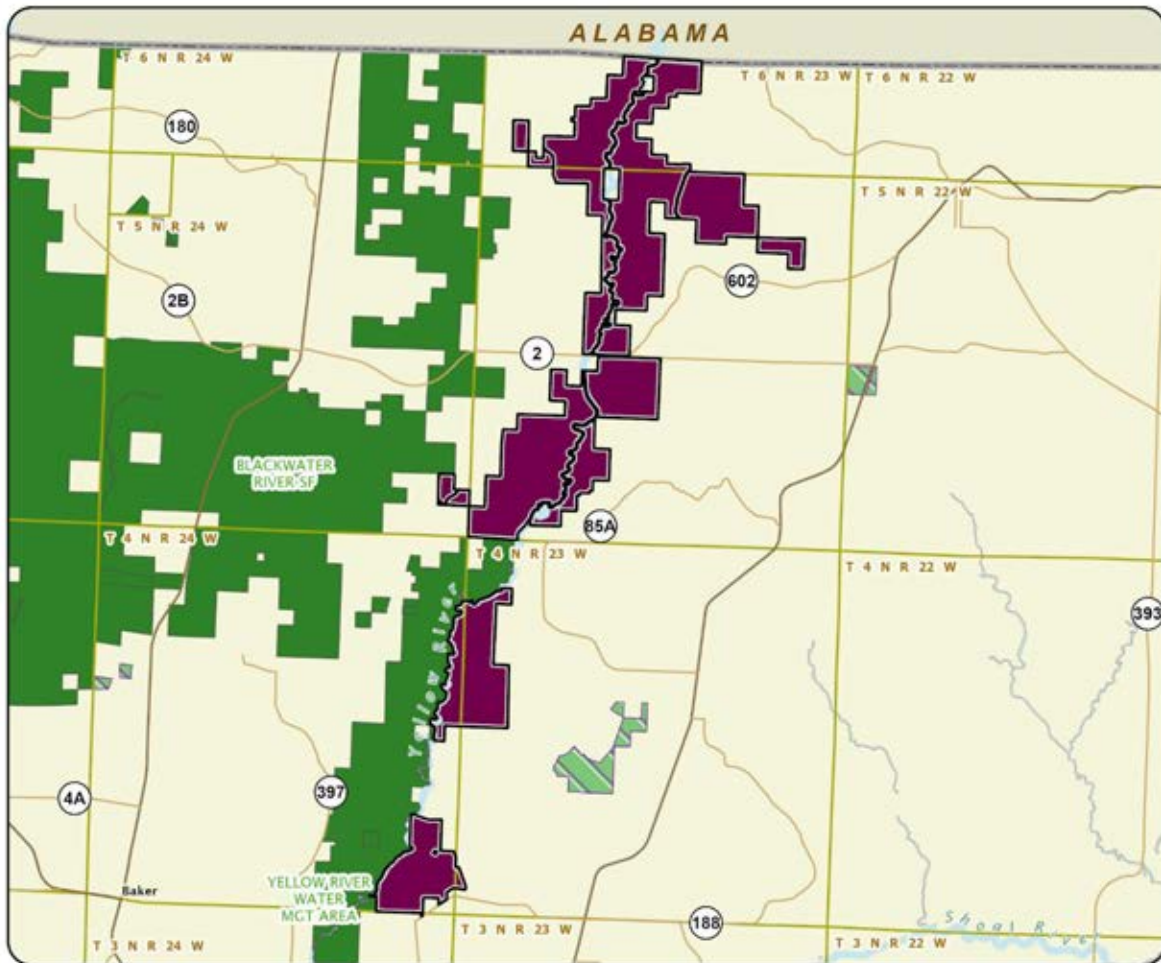 ALABAMA
T 6 N R 24 W
T 6 N R 23 W
T 6 N R 22 W
180
T 5 N R 22 W
T 5 N R 24 W
602
2B
2
BLACKWATER
RIVER SF
85A
T 4 N R 24 W
T 4 N R 23 W
T 4 N R 22 W
393
Yellow River
4A
397
YELLOW RIVER
WATER
MGT AREA
Baker
188
Shoal River
T 3 N R 24 W
T 3 N R 23 W
T 3 N R 22 W